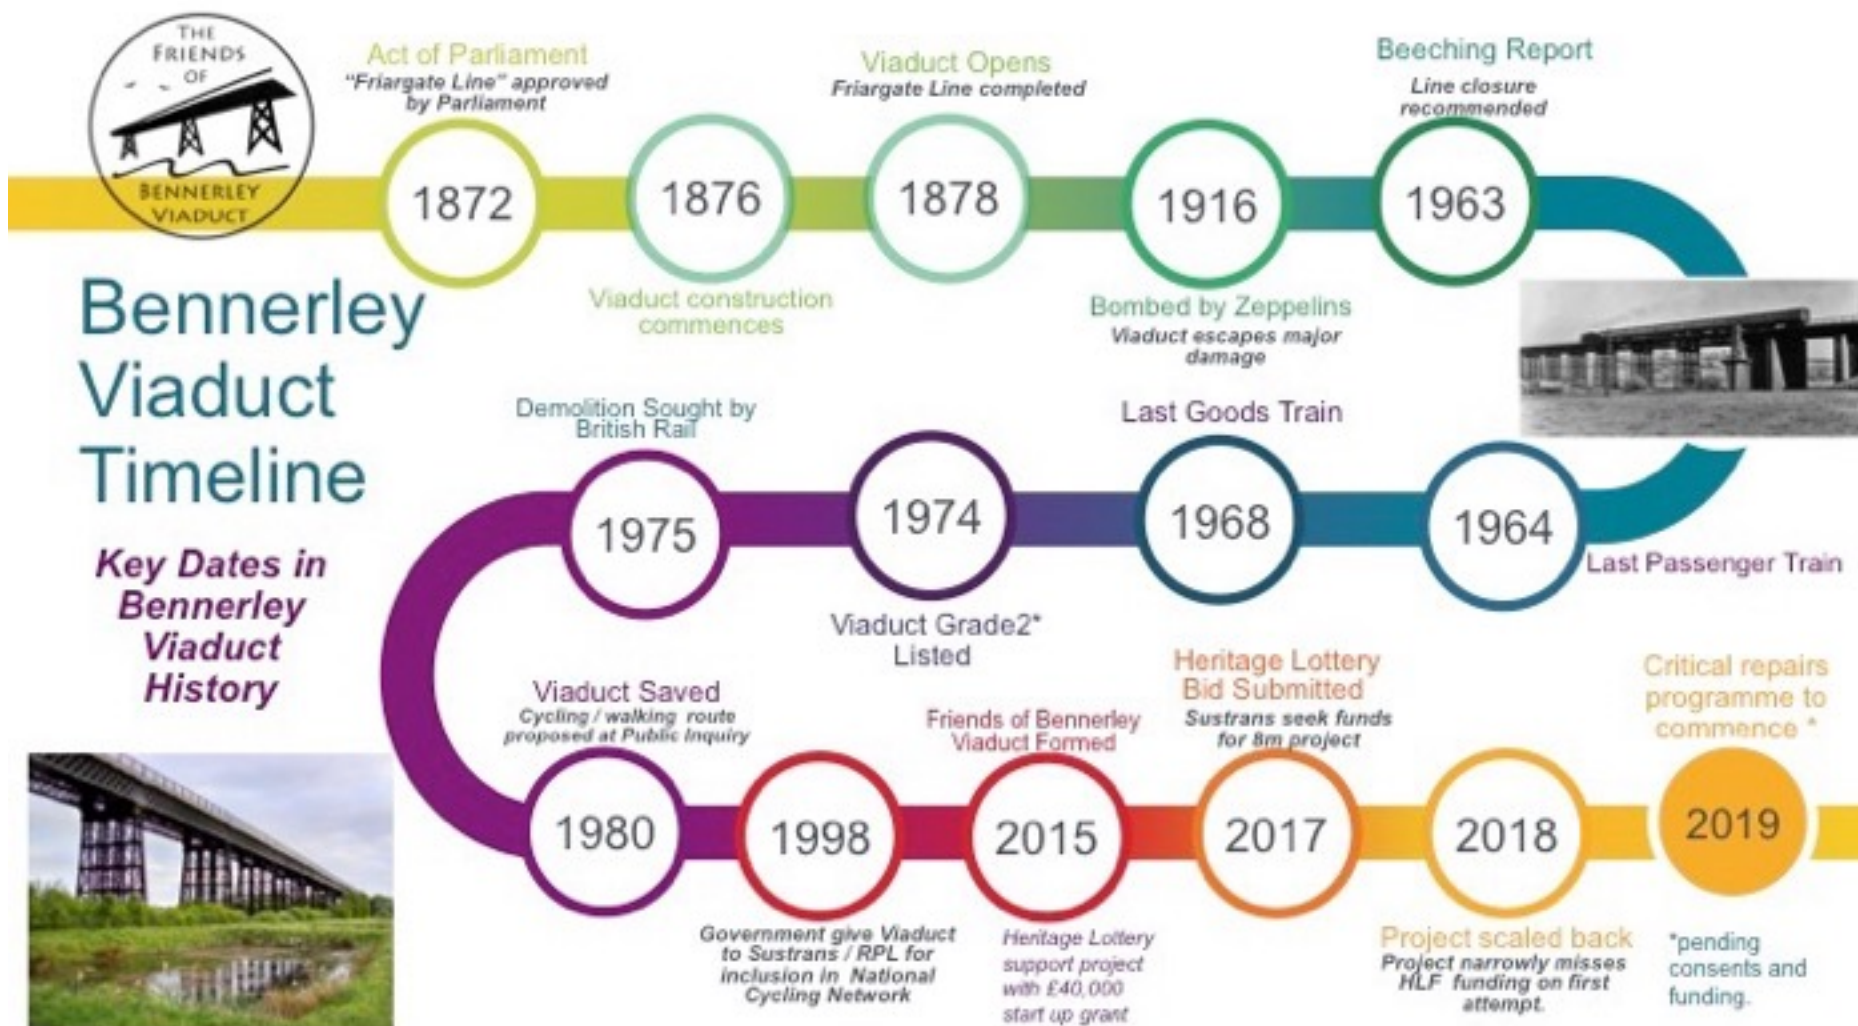 THE
FRIENDS
OF
BENNERLEY
VIADUCT
Bennerley
Viaduct
Timeline
Key Dates in
Bennerley
Viaduct
History
Act of Parliament
“Friargate Line” approved
by Parliament
1872
1876
Viaduct construction
commences
Viaduct Opens
Friargate Line completed
1878
1916
Bombed by Zeppelins
Viaduct escapes major
damage
Beeching Report
Line closure
recommended
1963
1964
Last Passenger Train
Last Goods Train
1968
1974
Viaduct Grade2*
Listed
Demolition Sought by
British Rail
1975
Viaduct Saved
Cycling / walking route
proposed at Public Inquiry
1980
1998
Government give Viaduct
to Sustrans / RPL for
inclusion in National
Cycling Network
Friends of Bennerley
Viaduct Formed
2015
Heritage Lottery
support project
with £40,000
start up grant
Heritage Lottery
Bid Submitted
Sustrans seek funds
for 8m project
2017
2018
Project scaled back
Project narrowly misses
HLF funding on first
attempt.
Critical repairs
programme to
commence *
2019
*pending
consents and
funding.